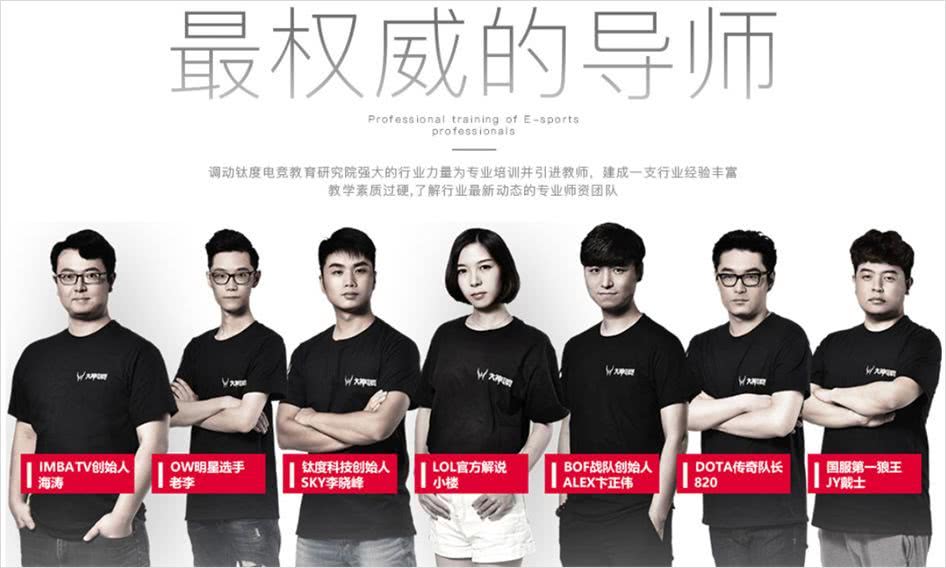 最权威的导师
Professional training of E-sports
professionals
调动钛度电竞教育研究院强大的行业力量为专业培训并引进教师，建成一支行业经验丰富
教学素质过硬,了解行业最新动态的专业师资团队
IMBATV创始人
海涛
OW明星选手
老李
钛度科技创始人
SKY李晓峰
LOL官方解说
小楼
BOF战队创始人
ALEX卞正伟
DOTA传奇队长
820
国服第一狼王
JY戴士